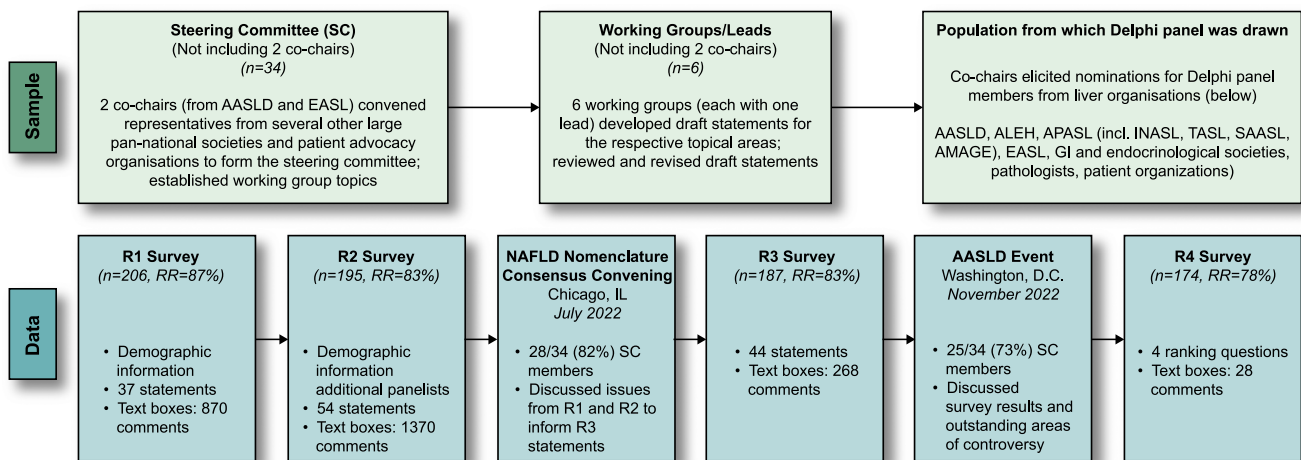 Sample
Steering Committee (SC)
(Not including 2 co-chairs)
(n=34)
2 co-chairs (from AASLD and EASL) convened
representatives from several other large
pan-national societies and patient advocacy
organisations to form the steering committee;
established working group topics
Working Groups/Leads
(Not including 2 co-chairs)
(n=6)
6 working groups (each with one
lead) developed draft statements for
the respective topical areas;
reviewed and revised draft statements
Population from which Delphi panel was drawn
Co-chairs elicited nominations for Delphi panel
members from liver organisations (below)
AASLD, ALEH, APASL (incl. INASL, TASL, SAASL,
AMAGE), EASL, GI and endocrinological societies,
pathologists, patient organizations)
Data
R1 Survey
(n=206, RR=87%)
• Demographic
information
• 37 statements
• Text boxes: 870
comments
R2 Survey
(n=195, RR=83%)
• Demographic
information
additional panelists
• 54 statements
• Text boxes: 1370
comments
NAFLD Nomenclature
Consensus Convening
Chicago, IL
July 2022
• 28/34 (82%) SC
members
• Discussed issues
from R1 and R2 to
inform R3
statements
R3 Survey
(n=187, RR=83%)
• 44 statements
• Text boxes: 268
comments
AASLD Event
Washington, D.C.
November 2022
• 25/34 (73%) SC
members
• Discussed
survey results and
outstanding areas
of controversy
R4 Survey
(n=174, RR=78%)
• 4 ranking questions
• Text boxes: 28
comments